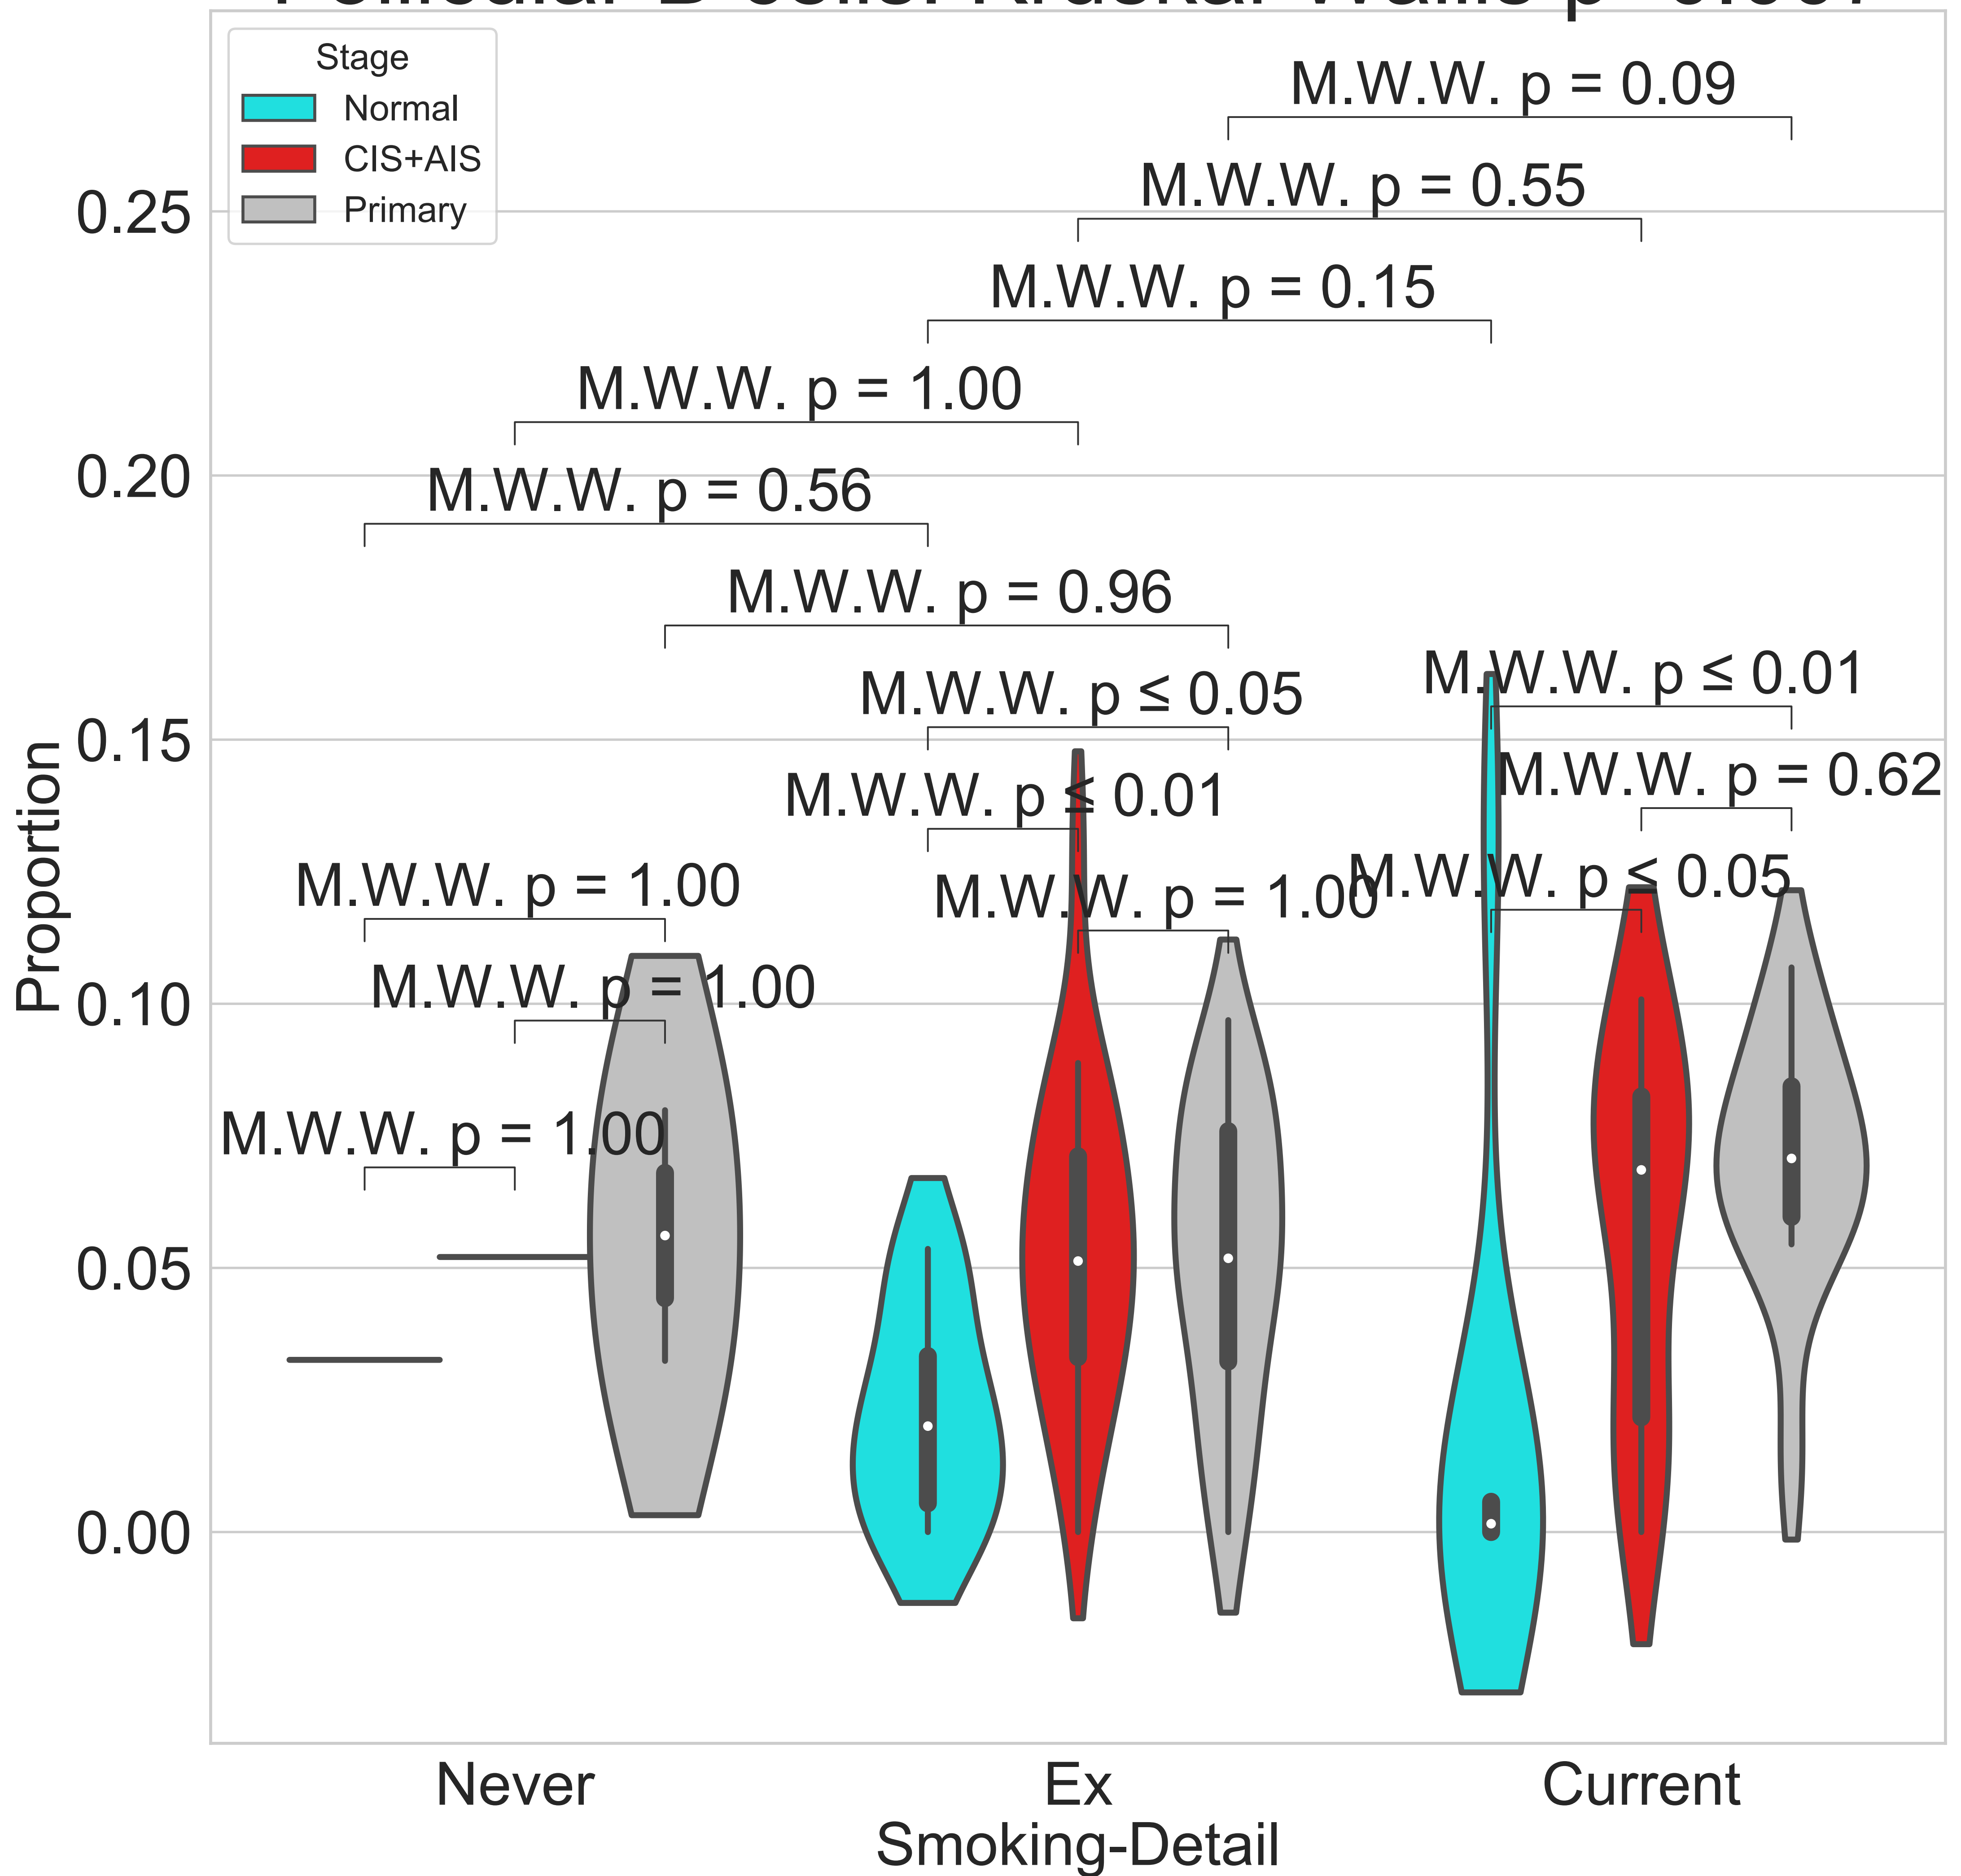 Stage
Normal
CIS+AIS
Primary
M.W.W. p = 0.09
M.W.W. p = 0.55
M.W.W. p = 0.15
M.W.W. p = 1.00
M.W.W. p = 0.56
M.W.W. p = 0.96
M.W.W. p ≤ 0.05
M.W.W. p ≤ 0.01
M.W.W. p ≤ 0.01
M.W.W. p = 0.62
M.W.W. p = 1.00
M.W.W. p = 1.00
M.W.W. p ≤ 0.05
M.W.W. p = 1.00
M.W.W. p = 1.00
0.25
0.20
0.15
0.10
0.05
0.00
Proportion
Never
Ex
Current
Smoking-Detail